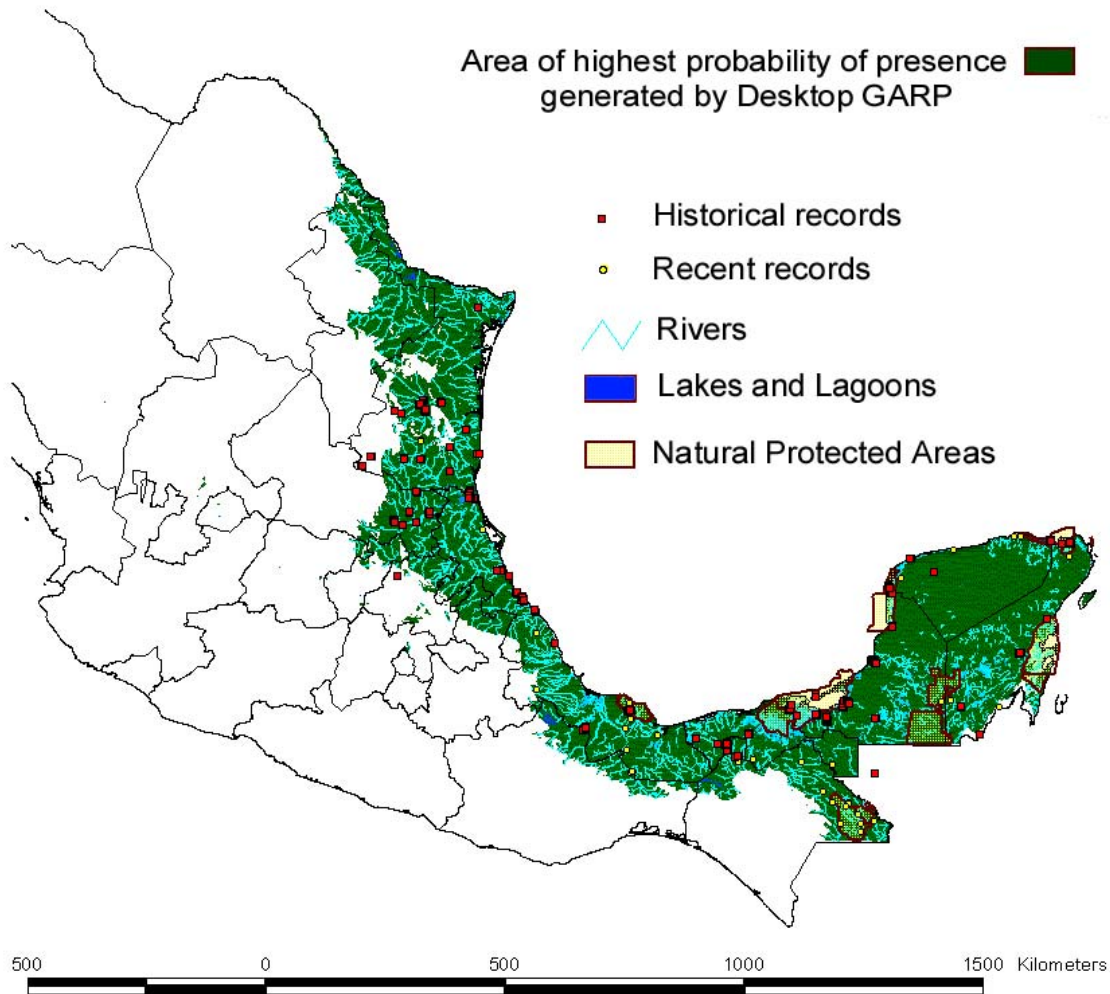 Area of highest probability of presence
generated by Desktop GARP
Historical records
Recent records
Rivers
Lakes and Lagoons
Natural Protected Areas
500 0 500 1000 1500 Kilometers